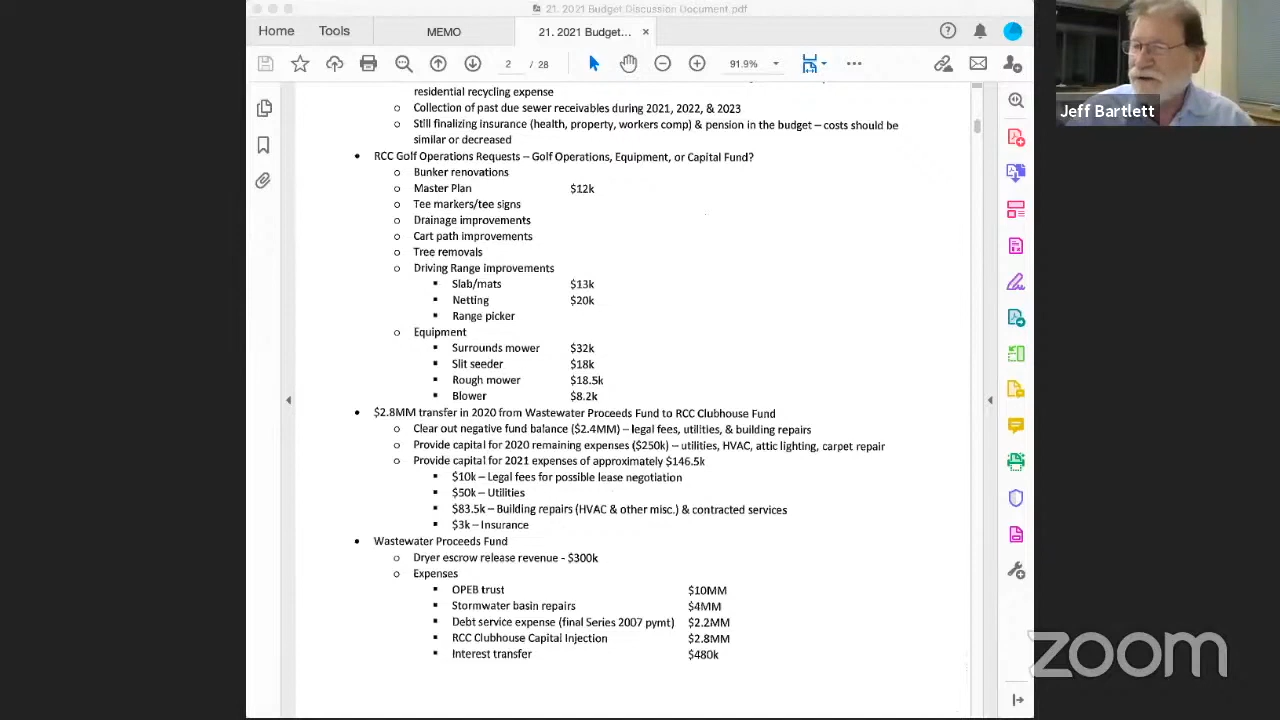 21. 2021 Budget Discussion Document.pdf
Home Tools MEMO 21. 2021 Budget... ×
2 / 28 91.9%
residential recycling expense
o Collection of past due sewer receivables during 2021, 2022, & 2023
o Still finalizing insurance (health, property, workers comp) & pension in the budget – costs should be
similar or decreased
• RCC Golf Operations Requests – Golf Operations, Equipment, or Capital Fund?
o Bunker renovations
o Master Plan $12k
o Tee markers/tee signs
o Drainage improvements
o Cart path improvements
o Tree removals
o Driving Range improvements
▪ Slab/mats $13k
▪ Netting $20k
▪ Range picker
o Equipment
▪ Surrounds mower $32k
▪ Slit seeder $18k
▪ Rough mower $18.5k
▪ Blower $8.2k
• $2.8MM transfer in 2020 from Wastewater Proceeds Fund to RCC Clubhouse Fund
o Clear out negative fund balance ($2.4MM) – legal fees, utilities, & building repairs
o Provide capital for 2020 remaining expenses ($250k) – utilities, HVAC, attic lighting, carpet repair
o Provide capital for 2021 expenses of approximately $146.5k
▪ $10k – Legal fees for possible lease negotiation
▪ $50k – Utilities
▪ $83.5k – Building repairs (HVAC & other misc.) & contracted services
▪ $3k – Insurance
• Wastewater Proceeds Fund
o Dryer escrow release revenue - $300k
o Expenses
▪ OPEB trust $10MM
▪ Stormwater basin repairs $4MM
▪ Debt service expense (final Series 2007 pymt) $2.2MM
▪ RCC Clubhouse Capital Injection $2.8MM
▪ Interest transfer $480k
Jeff Bartlett
zoom